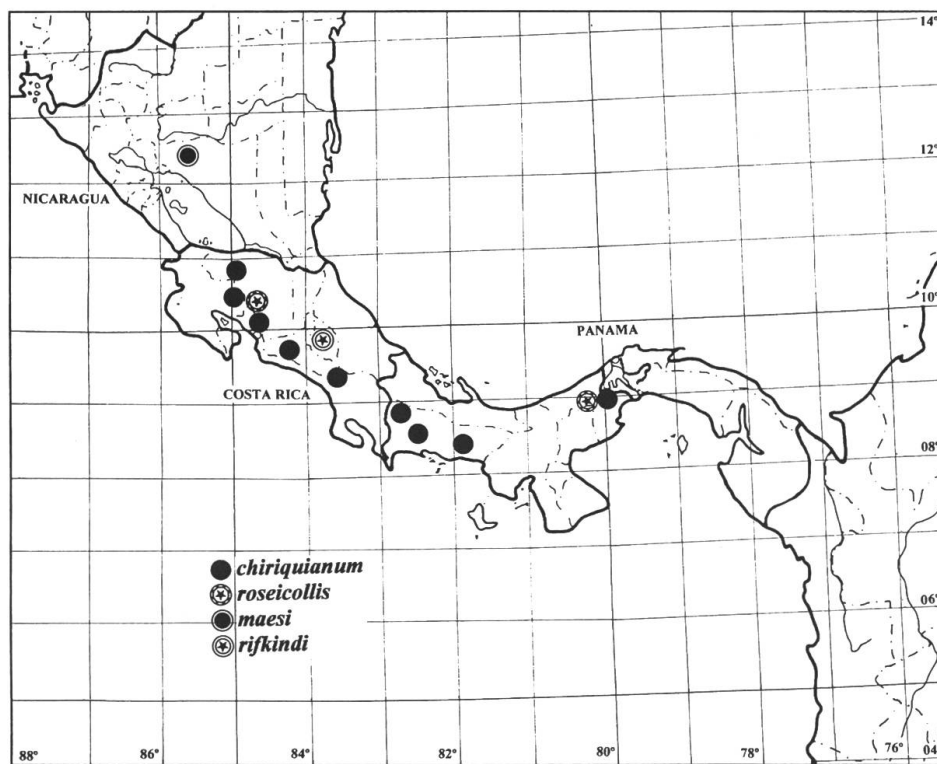 14°
12°
NICARAGUA
10°
PANAMA
COSTA RICA
08°
chiriquianum
roseicollis
maesi
rifkindi
06°
88° 86° 84° 82° 80° 78° 76° 04